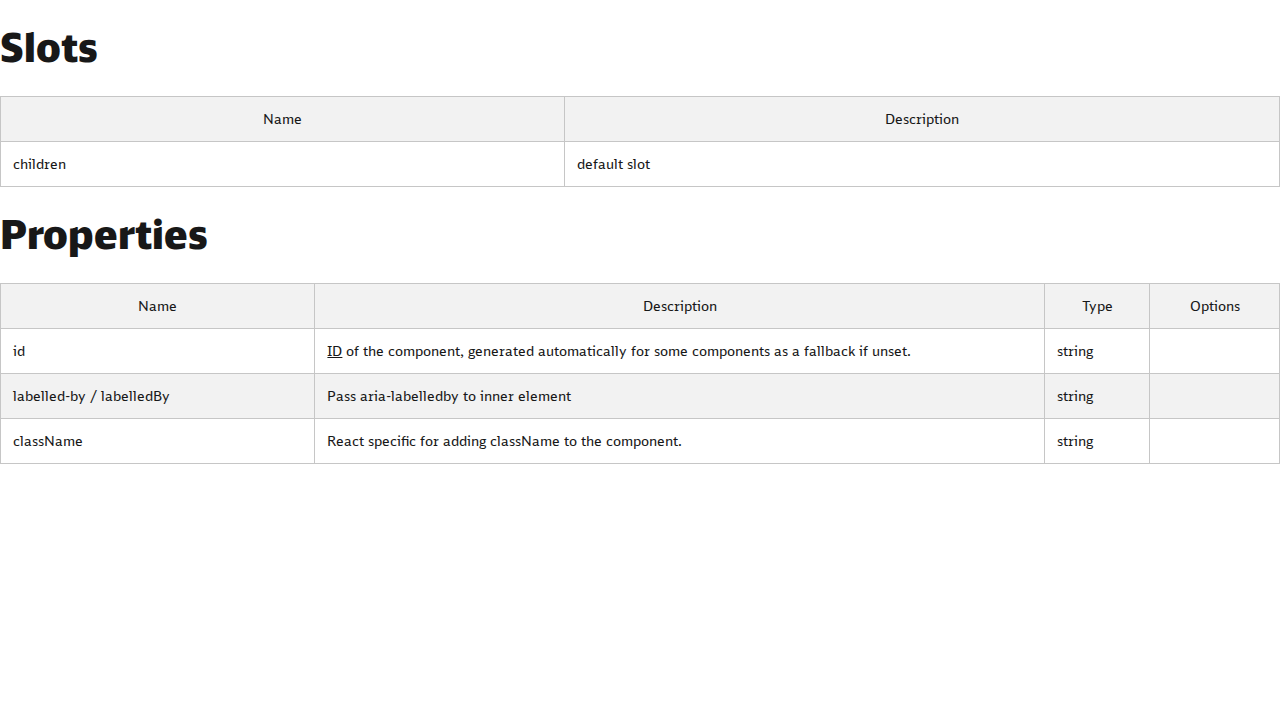 Slots
Name Description
children default slot
Properties
Name Description Type Options
id ID of the component, generated automatically for some components as a fallback if unset. string
labelled-by / labelledBy Pass aria-labelledby to inner element string
className React specific for adding className to the component. string